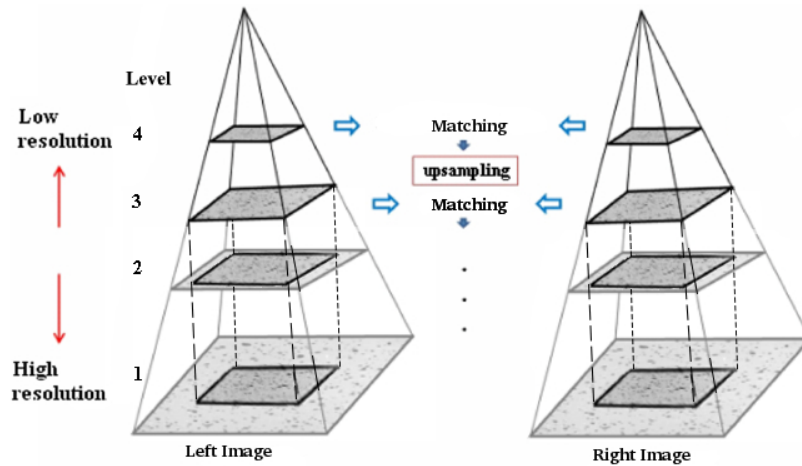 Level
Low
resolution
4
Matching
upsampling
3
Matching
2
High
resolution
1
Left Image
Right Image